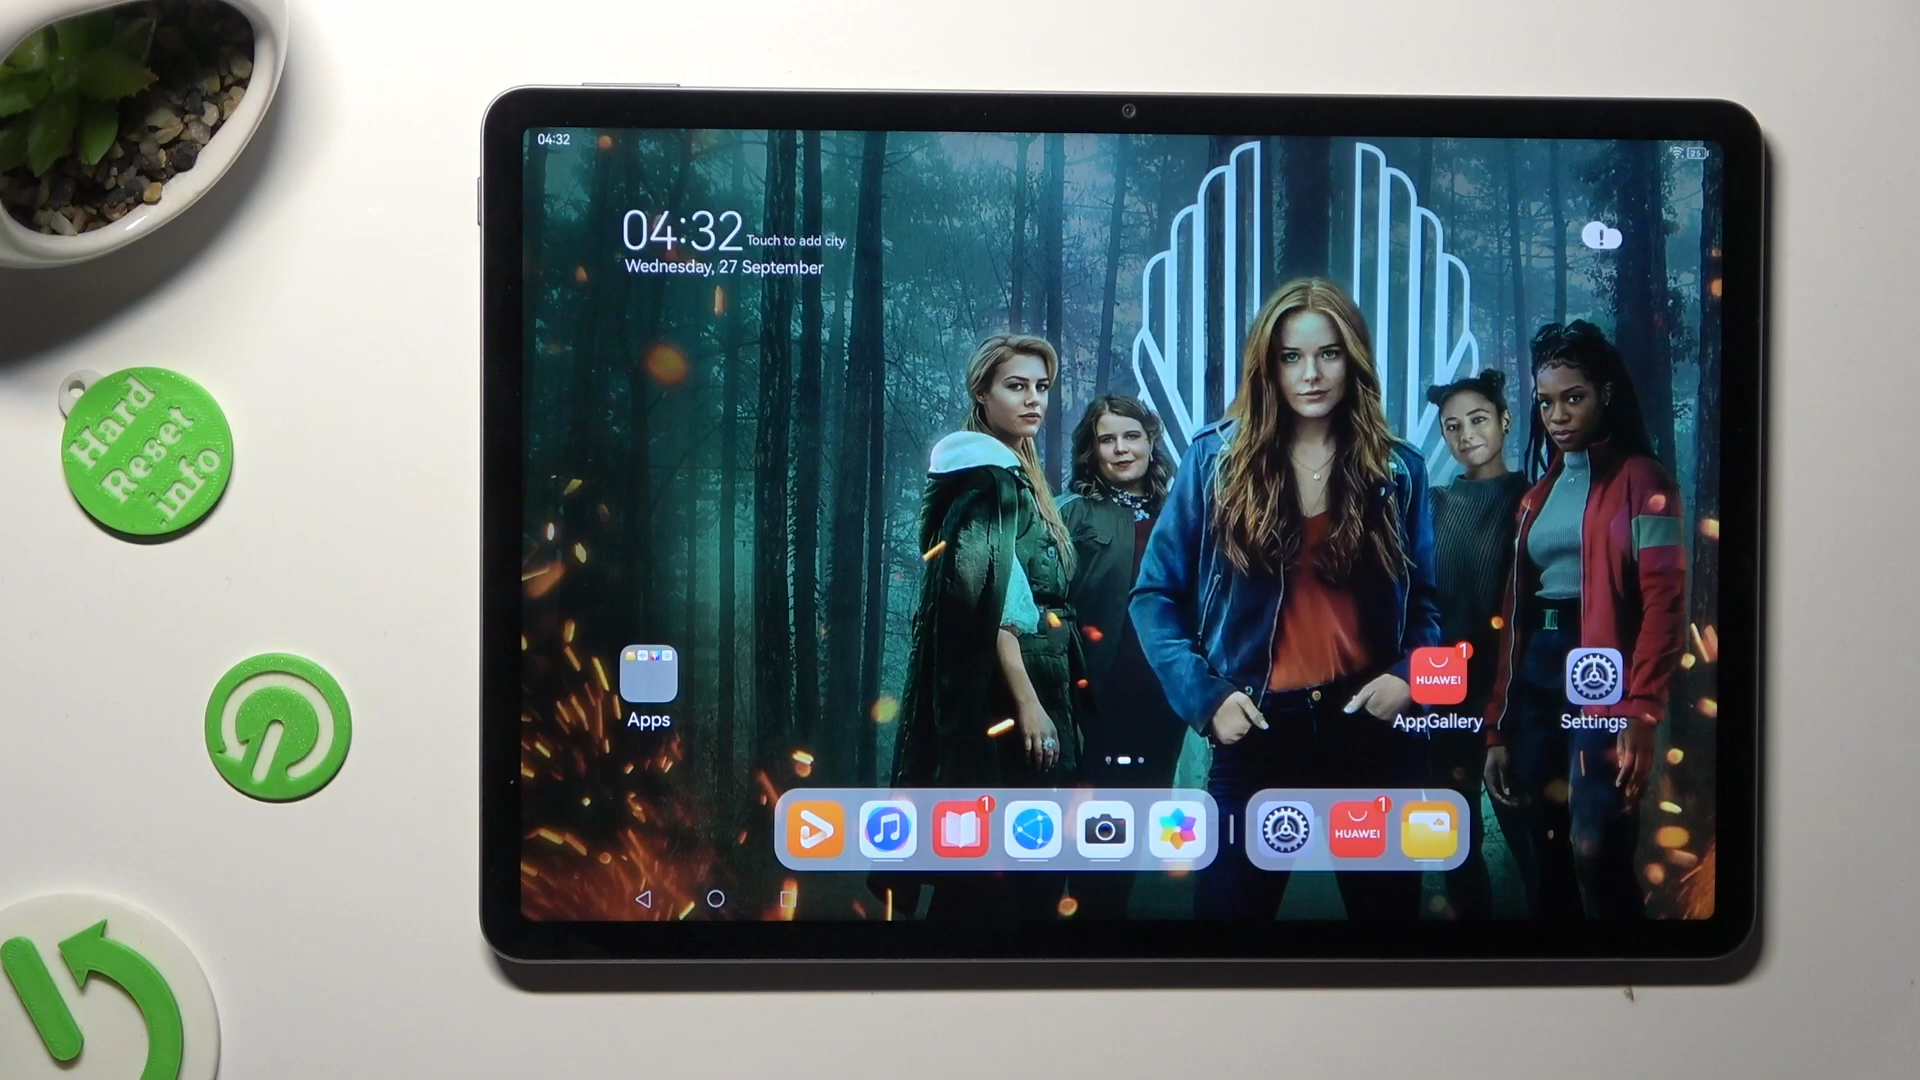 04:32
25
04:32 Touch to add city
Wednesday, 27 September
Hard
Reset
.info
HUAWEI
1
Apps
AppGallery
Settings
1
HUAWEI
1